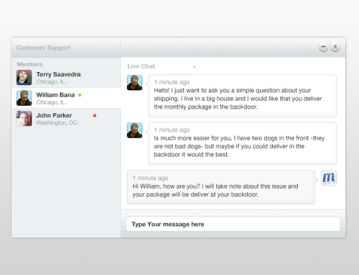 Customer Support
Members
Terry Saavedra
Chicago, IL.
William Bana
Chicago, IL.
John Parker
Washington, DC.
Live Chat
1 minute ago
Hello! I just want to ask you a simple question about your
shipping. I live in a big house and I would like that you deliver
the monthly package in the backdoor.
1 minute ago
Is much more easier for you, I have two dogs in the front -they
are not bad dogs- but maybe if you could deliver in the
backdoor it would the best.
1 minute ago
Hi William, how are you? I will take note about this issue and
your package will be deliver at your backdoor.
m
Type Your message here